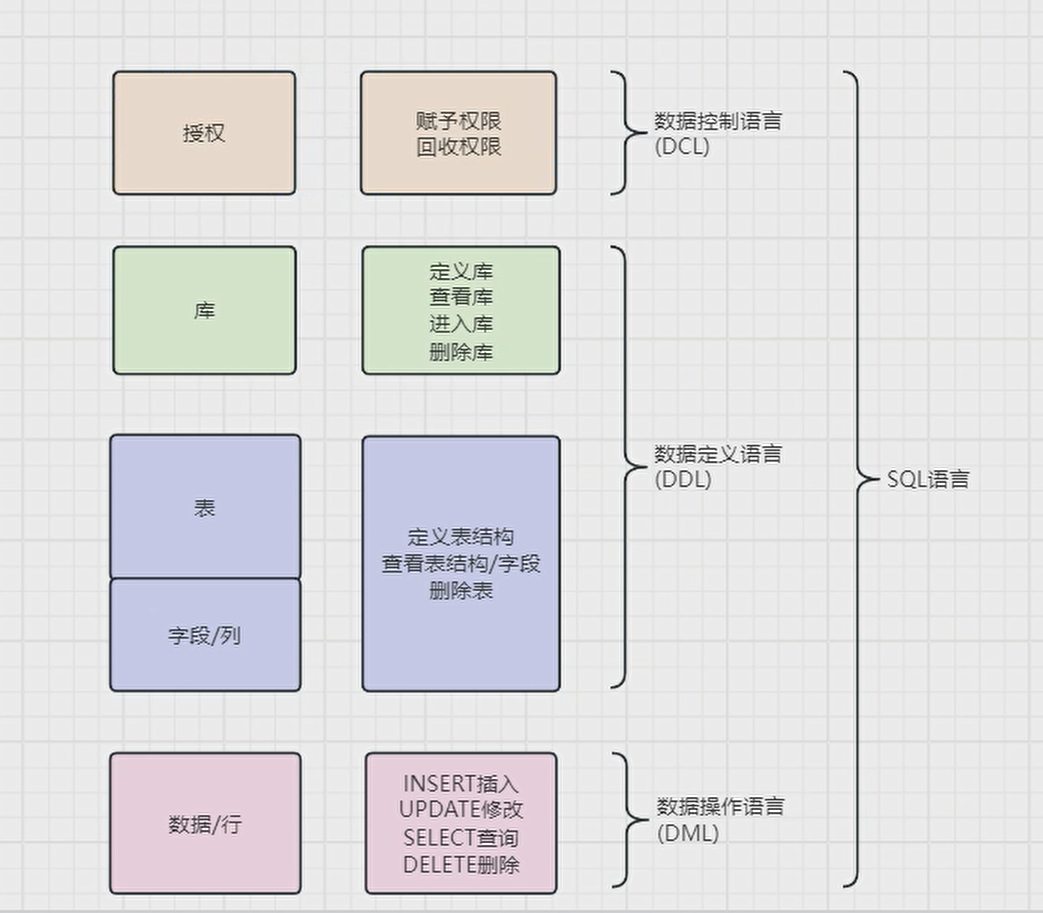 授权
赋予权限
回收权限
数据控制语言
(DCL)
库
定义库
查看库
进入库
删除库
表
字段/列
定义表结构
查看表结构/字段
删除表
数据定义语言
(DDL)
SQL语言
数据/行
INSERT插入
UPDATE修改
SELECT查询
DELETE删除
数据操作语言
(DML)